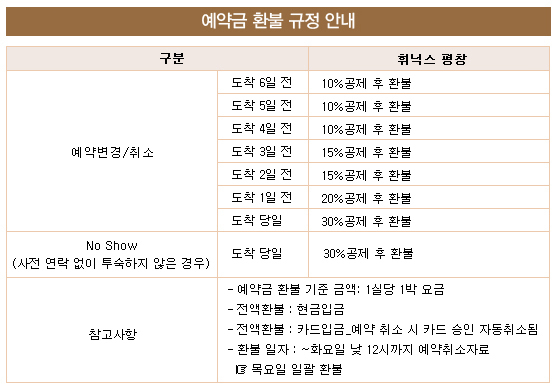 예약금 환불 규정 안내
구분 휘닉스 평창
예약변경/취소
도착 6일 전 10%공제 후 환불
도착 5일 전 10%공제 후 환불
도착 4일 전 10%공제 후 환불
도착 3일 전 15%공제 후 환불
도착 2일 전 15%공제 후 환불
도착 1일 전 20%공제 후 환불
도착 당일 30%공제 후 환불
No Show
(사전 연락 없이 투숙하지 않은 경우)
도착 당일 30%공제 후 환불
참고사항
- 예약금 환불 기준 금액: 1실당 1박 요금
- 전액환불 : 현금입금
- 전액환불 : 카드입금_예약 취소 시 카드 승인 자동취소됨
- 환불 일자 : ~화요일 낮 12시까지 예약취소자료
☞ 목요일 일괄 환불